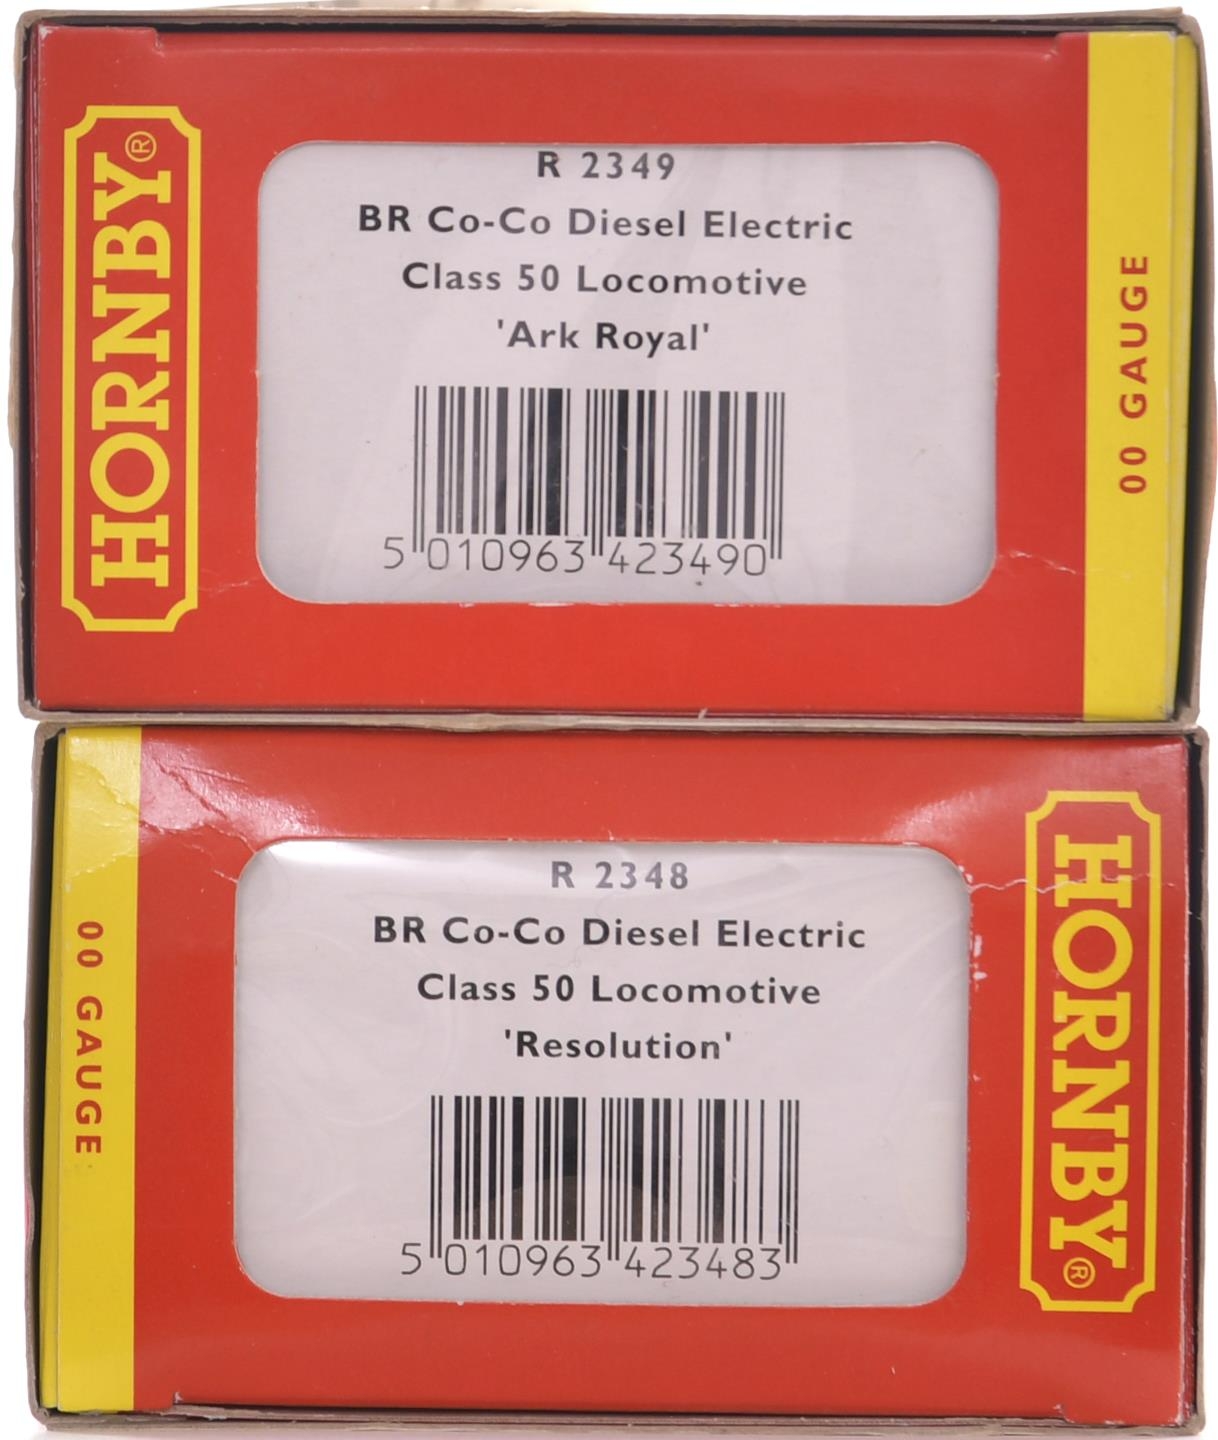 HORNBY®
R 2349
BR Co-Co Diesel Electric
Class 50 Locomotive
'Ark Royal'
5 010963 423490
00 GAUGE
00 GAUGE
R 2348
BR Co-Co Diesel Electric
Class 50 Locomotive
'Resolution'
5 010963 423483
HORNBY®